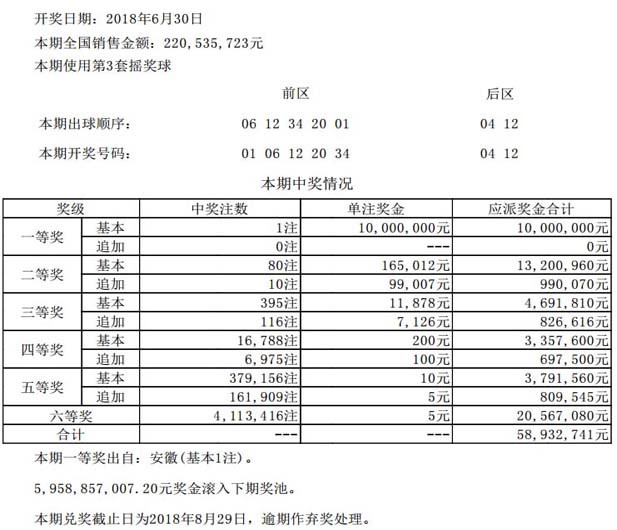 开奖日期：2018年6月30日
本期全国销售金额：220,535,723元
本期使用第3套摇奖球
前区 后区
本期出球顺序： 06 12 34 20 01 04 12
本期开奖号码： 01 06 12 20 34 04 12
本期中奖情况
奖级 中奖注数 单注奖金 应派奖金合计
一等奖 基本 1注 10,000,000元 10,000,000元
追加 0注 --- 0元
二等奖 基本 80注 165,012元 13,200,960元
追加 10注 99,007元 990,070元
三等奖 基本 395注 11,878元 4,691,810元
追加 116注 7,126元 826,616元
四等奖 基本 16,788注 200元 3,357,600元
追加 6,975注 100元 697,500元
五等奖 基本 379,156注 10元 3,791,560元
追加 161,909注 5元 809,545元
六等奖 4,113,416注 5元 20,567,080元
合计 --- --- 58,932,741元
本期一等奖出自：安徽(基本1注)。
5,958,857,007.20元奖金滚入下期奖池。
本期兑奖截止日为2018年8月29日，逾期作弃奖处理。